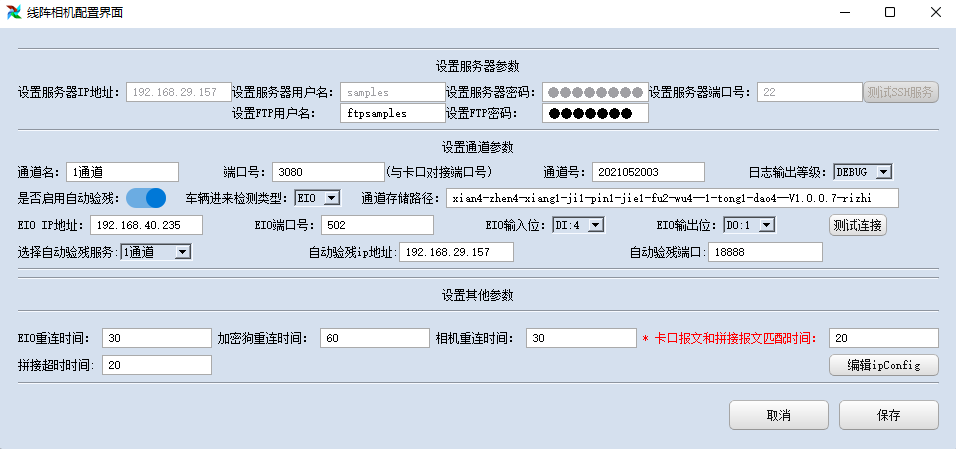 线阵相机配置界面
设置服务器参数
设置服务器IP地址: 192.168.29.157 设置服务器用户名: samples 设置服务器密码: ●●●●●●●● 设置服务器端口号: 22 测试SSH服务
设置FTP用户名: ftpsamples 设置FTP密码: ●●●●●●●
设置通道参数
通道名: 1通道 端口号: 3080 (与卡口对接端口号) 通道号: 2021052003 日志输出等级: DEBUG
是否启用自动验残: 车辆进来检测类型: EIO 通道存储路径: xian4-zhen4-xiang1-ji1-pin1-jie1-fu2-wu4--1-tong1-dao4--V1.0.0.7-rizhi
EIO IP地址: 192.168.40.235 EIO端口号: 502 EIO输入位: DI:4 EIO输出位: DO:1 测试连接
选择自动验残服务: 1通道 自动验残ip地址: 192.168.29.157 自动验残端口: 18888
设置其他参数
EIO重连时间: 30 加密狗重连时间: 60 相机重连时间: 30 * 卡口报文和拼接报文匹配时间: 20
拼接超时时间: 20 编辑ipConfig
取消 保存